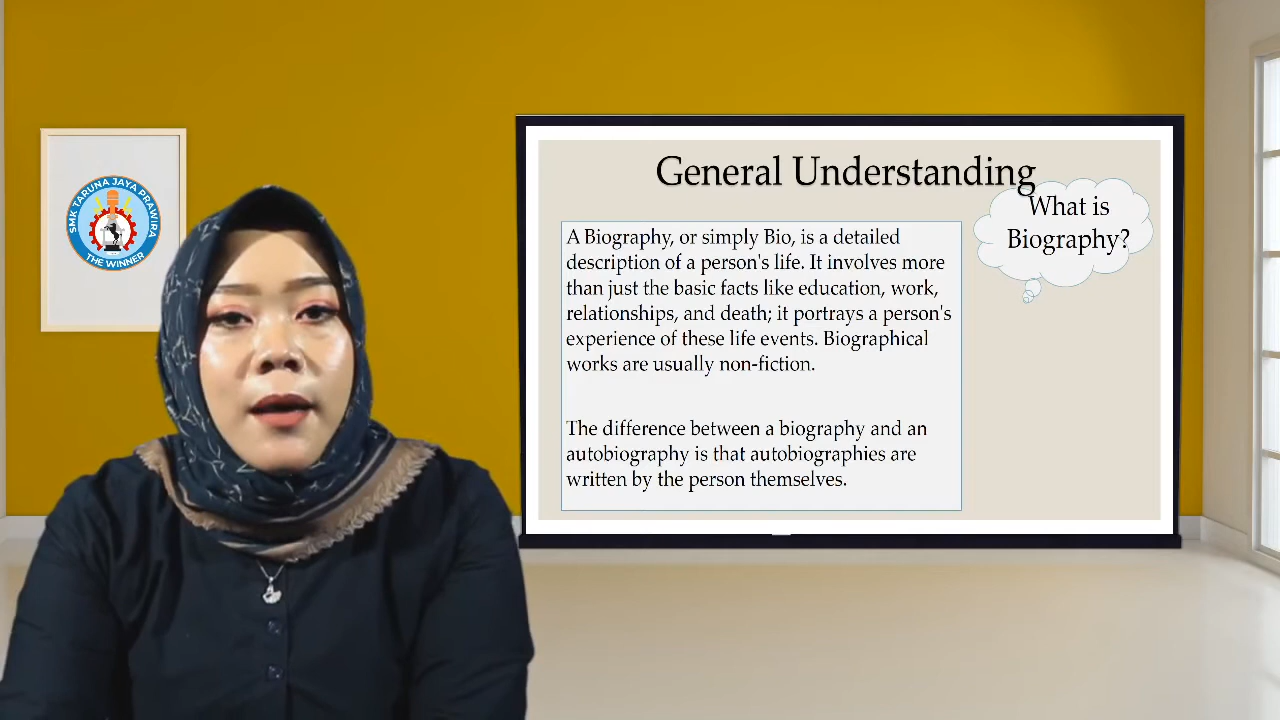 SMK TARUNA JAYA PRAWIRA
THE WINNER
General Understanding
What is
Biography?
A Biography, or simply Bio, is a detailed
description of a person's life. It involves more
than just the basic facts like education, work,
relationships, and death; it portrays a person's
experience of these life events. Biographical
works are usually non-fiction.
The difference between a biography and an
autobiography is that autobiographies are
written by the person themselves.